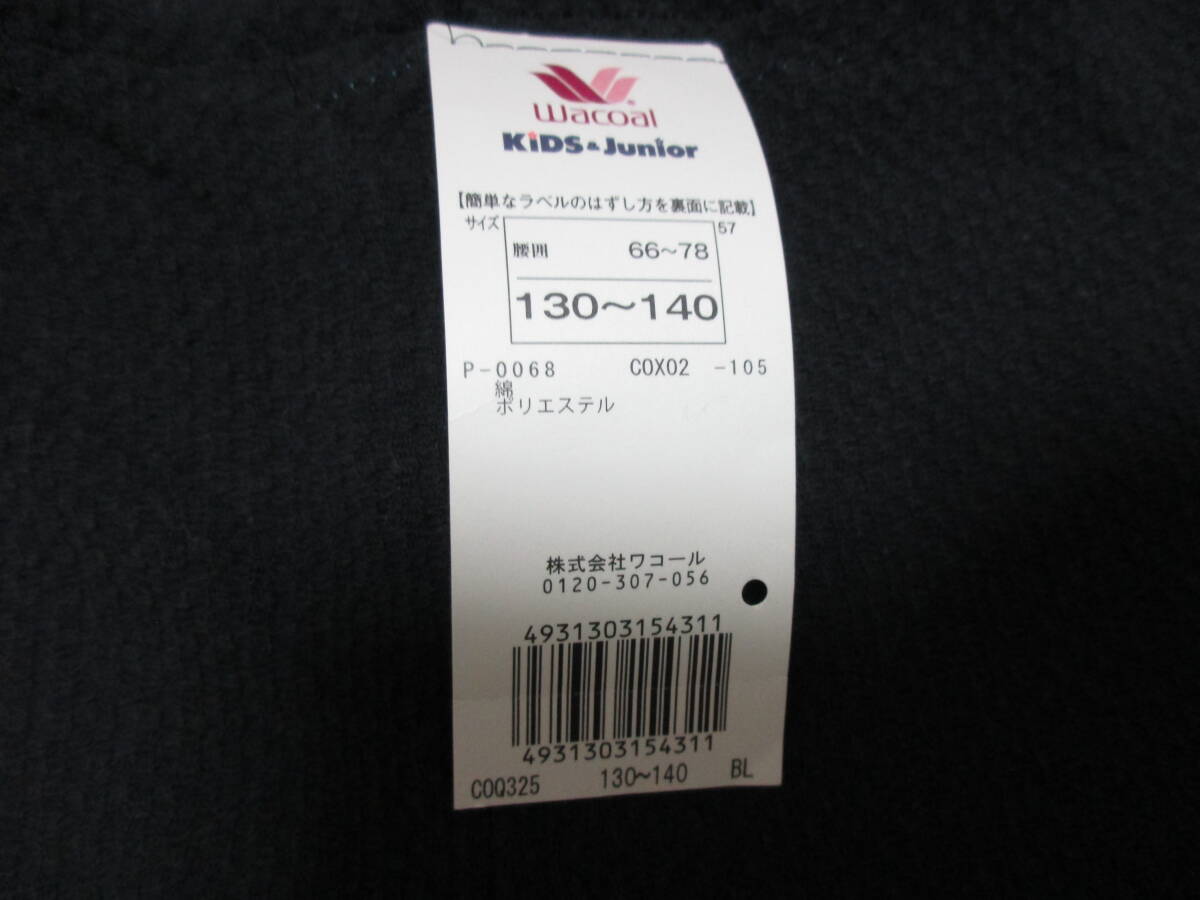 Wacoal
KiDS & Junior
【簡単なラベルのはずし方を裏面に記載】
サイズ 57
腰囲 66~78
130~140
P-0068 COX02 -105
綿
ポリエステル
株式会社ワコール
0120-307-056
4931303154311
4931303154311
COQ325 130~140 BL